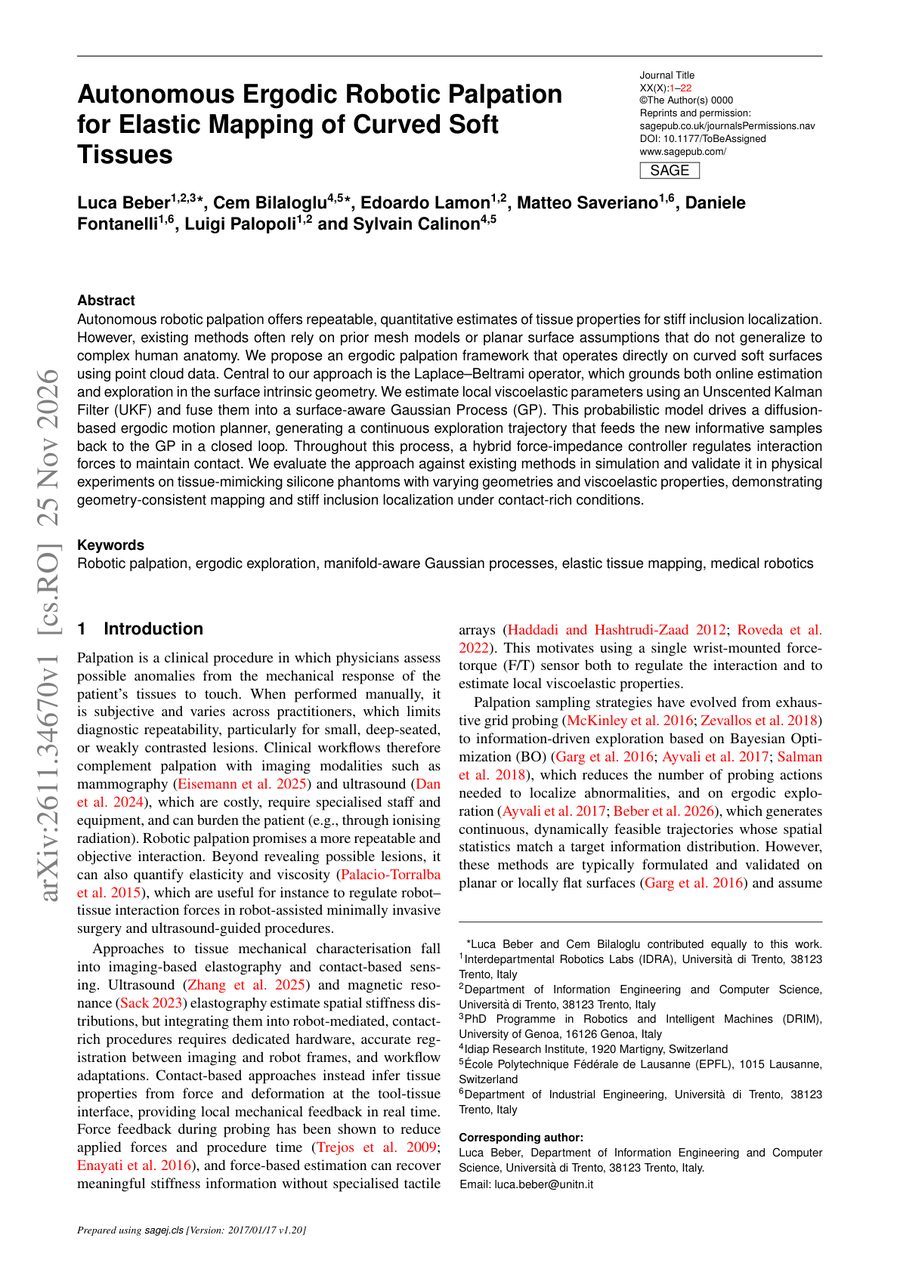 Autonomous Ergodic Robotic Palpation
for Elastic Mapping of Curved Soft
Tissues
Journal Title
XX(X):1–22
©The Author(s) 0000
Reprints and permission:
sagepub.co.uk/journalsPermissions.nav
DOI: 10.1177/ToBeAssigned
www.sagepub.com/
SAGE
Luca Beber1,2,3*, Cem Bilaloglu4,5*, Edoardo Lamon1,2, Matteo Saveriano1,6, Daniele
Fontanelli1,6, Luigi Palopoli1,2 and Sylvain Calinon4,5
Abstract
Autonomous robotic palpation offers repeatable, quantitative estimates of tissue properties for stiff inclusion localization.
However, existing methods often rely on prior mesh models or planar surface assumptions that do not generalize to
complex human anatomy. We propose an ergodic palpation framework that operates directly on curved soft surfaces
using point cloud data. Central to our approach is the Laplace–Beltrami operator, which grounds both online estimation
and exploration in the surface intrinsic geometry. We estimate local viscoelastic parameters using an Unscented Kalman
Filter (UKF) and fuse them into a surface-aware Gaussian Process (GP). This probabilistic model drives a diffusion-
based ergodic motion planner, generating a continuous exploration trajectory that feeds the new informative samples
back to the GP in a closed loop. Throughout this process, a hybrid force-impedance controller regulates interaction
forces to maintain contact. We evaluate the approach against existing methods in simulation and validate it in physical
experiments on tissue-mimicking silicone phantoms with varying geometries and viscoelastic properties, demonstrating
geometry-consistent mapping and stiff inclusion localization under contact-rich conditions.
Keywords
Robotic palpation, ergodic exploration, manifold-aware Gaussian processes, elastic tissue mapping, medical robotics
arXiv:2611.34670v1 [cs.RO] 25 Nov 2026
1 Introduction
Palpation is a clinical procedure in which physicians assess
possible anomalies from the mechanical response of the
patient's tissues to touch. When performed manually, it
is subjective and varies across practitioners, which limits
diagnostic repeatability, particularly for small, deep-seated,
or weakly contrasted lesions. Clinical workflows therefore
complement palpation with imaging modalities such as
mammography (Eisemann et al. 2025) and ultrasound (Dan
et al. 2024), which are costly, require specialised staff and
equipment, and can burden the patient (e.g., through ionising
radiation). Robotic palpation promises a more repeatable and
objective interaction. Beyond revealing possible lesions, it
can also quantify elasticity and viscosity (Palacio-Torralba
et al. 2015), which are useful for instance to regulate robot–
tissue interaction forces in robot-assisted minimally invasive
surgery and ultrasound-guided procedures.
Approaches to tissue mechanical characterisation fall
into imaging-based elastography and contact-based sens-
ing. Ultrasound (Zhang et al. 2025) and magnetic reso-
nance (Sack 2023) elastography estimate spatial stiffness dis-
tributions, but integrating them into robot-mediated, contact-
rich procedures requires dedicated hardware, accurate reg-
istration between imaging and robot frames, and workflow
adaptations. Contact-based approaches instead infer tissue
properties from force and deformation at the tool-tissue
interface, providing local mechanical feedback in real time.
Force feedback during probing has been shown to reduce
applied forces and procedure time (Trejos et al. 2009;
Enayati et al. 2016), and force-based estimation can recover
meaningful stiffness information without specialised tactile
arrays (Haddadi and Hashtrudi-Zaad 2012; Roveda et al.
2022). This motivates using a single wrist-mounted force-
torque (F/T) sensor both to regulate the interaction and to
estimate local viscoelastic properties.
Palpation sampling strategies have evolved from exhaus-
tive grid probing (McKinley et al. 2016; Zevallos et al. 2018)
to information-driven exploration based on Bayesian Opti-
mization (BO) (Garg et al. 2016; Ayvali et al. 2017; Salman
et al. 2018), which reduces the number of probing actions
needed to localize abnormalities, and on ergodic explo-
ration (Ayvali et al. 2017; Beber et al. 2026), which generates
continuous, dynamically feasible trajectories whose spatial
statistics match a target information distribution. However,
these methods are typically formulated and validated on
planar or locally flat surfaces (Garg et al. 2016) and assume
*Luca Beber and Cem Bilaloglu contributed equally to this work.
1Interdepartmental Robotics Labs (IDRA), Università di Trento, 38123
Trento, Italy
2Department of Information Engineering and Computer Science,
Università di Trento, 38123 Trento, Italy
3PhD Programme in Robotics and Intelligent Machines (DRIM),
University of Genoa, 16126 Genoa, Italy
4Idiap Research Institute, 1920 Martigny, Switzerland
5École Polytechnique Fédérale de Lausanne (EPFL), 1015 Lausanne,
Switzerland
6Department of Industrial Engineering, Università di Trento, 38123
Trento, Italy
Corresponding author:
Luca Beber, Department of Information Engineering and Computer
Science, Università di Trento, 38123 Trento, Italy.
Email: luca.beber@unitn.it
Prepared using sagej.cls [Version: 2017/01/17 v1.20]